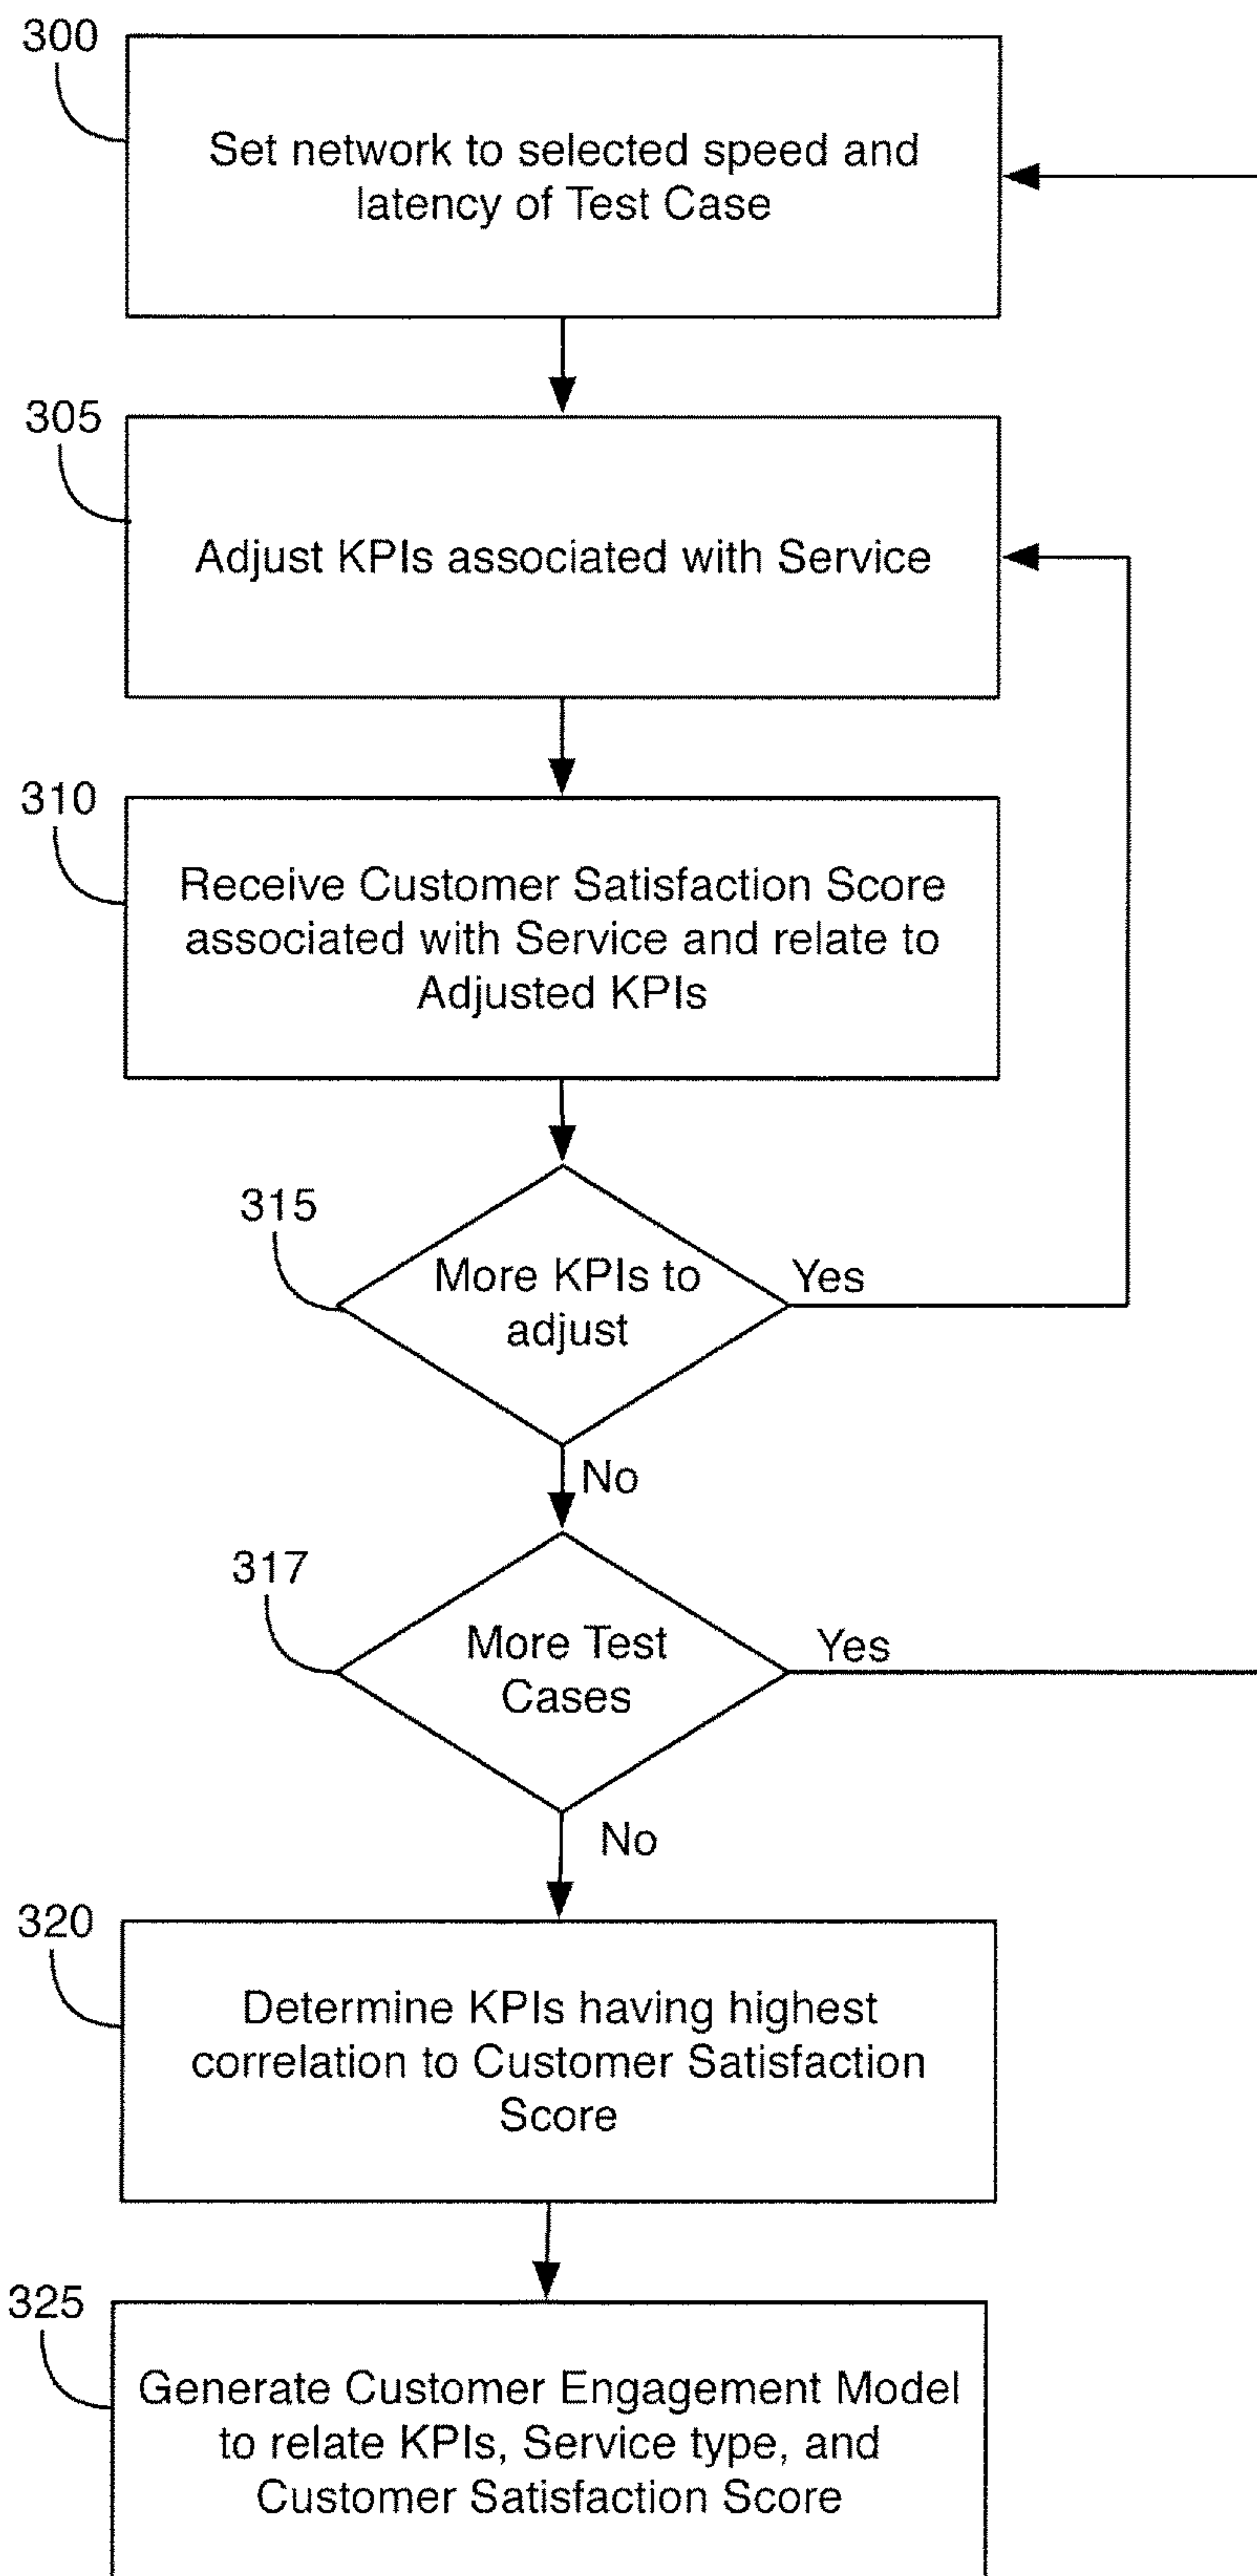 300
Set network to selected speed and
latency of Test Case
305
Adjust KPIs associated with Service
310
Receive Customer Satisfaction Score
associated with Service and relate to
Adjusted KPIs
315
More KPIs to
adjust
Yes
No
317
More Test
Cases
Yes
No
320
Determine KPIs having highest
correlation to Customer Satisfaction
Score
325
Generate Customer Engagement Model
to relate KPIs, Service type, and
Customer Satisfaction Score